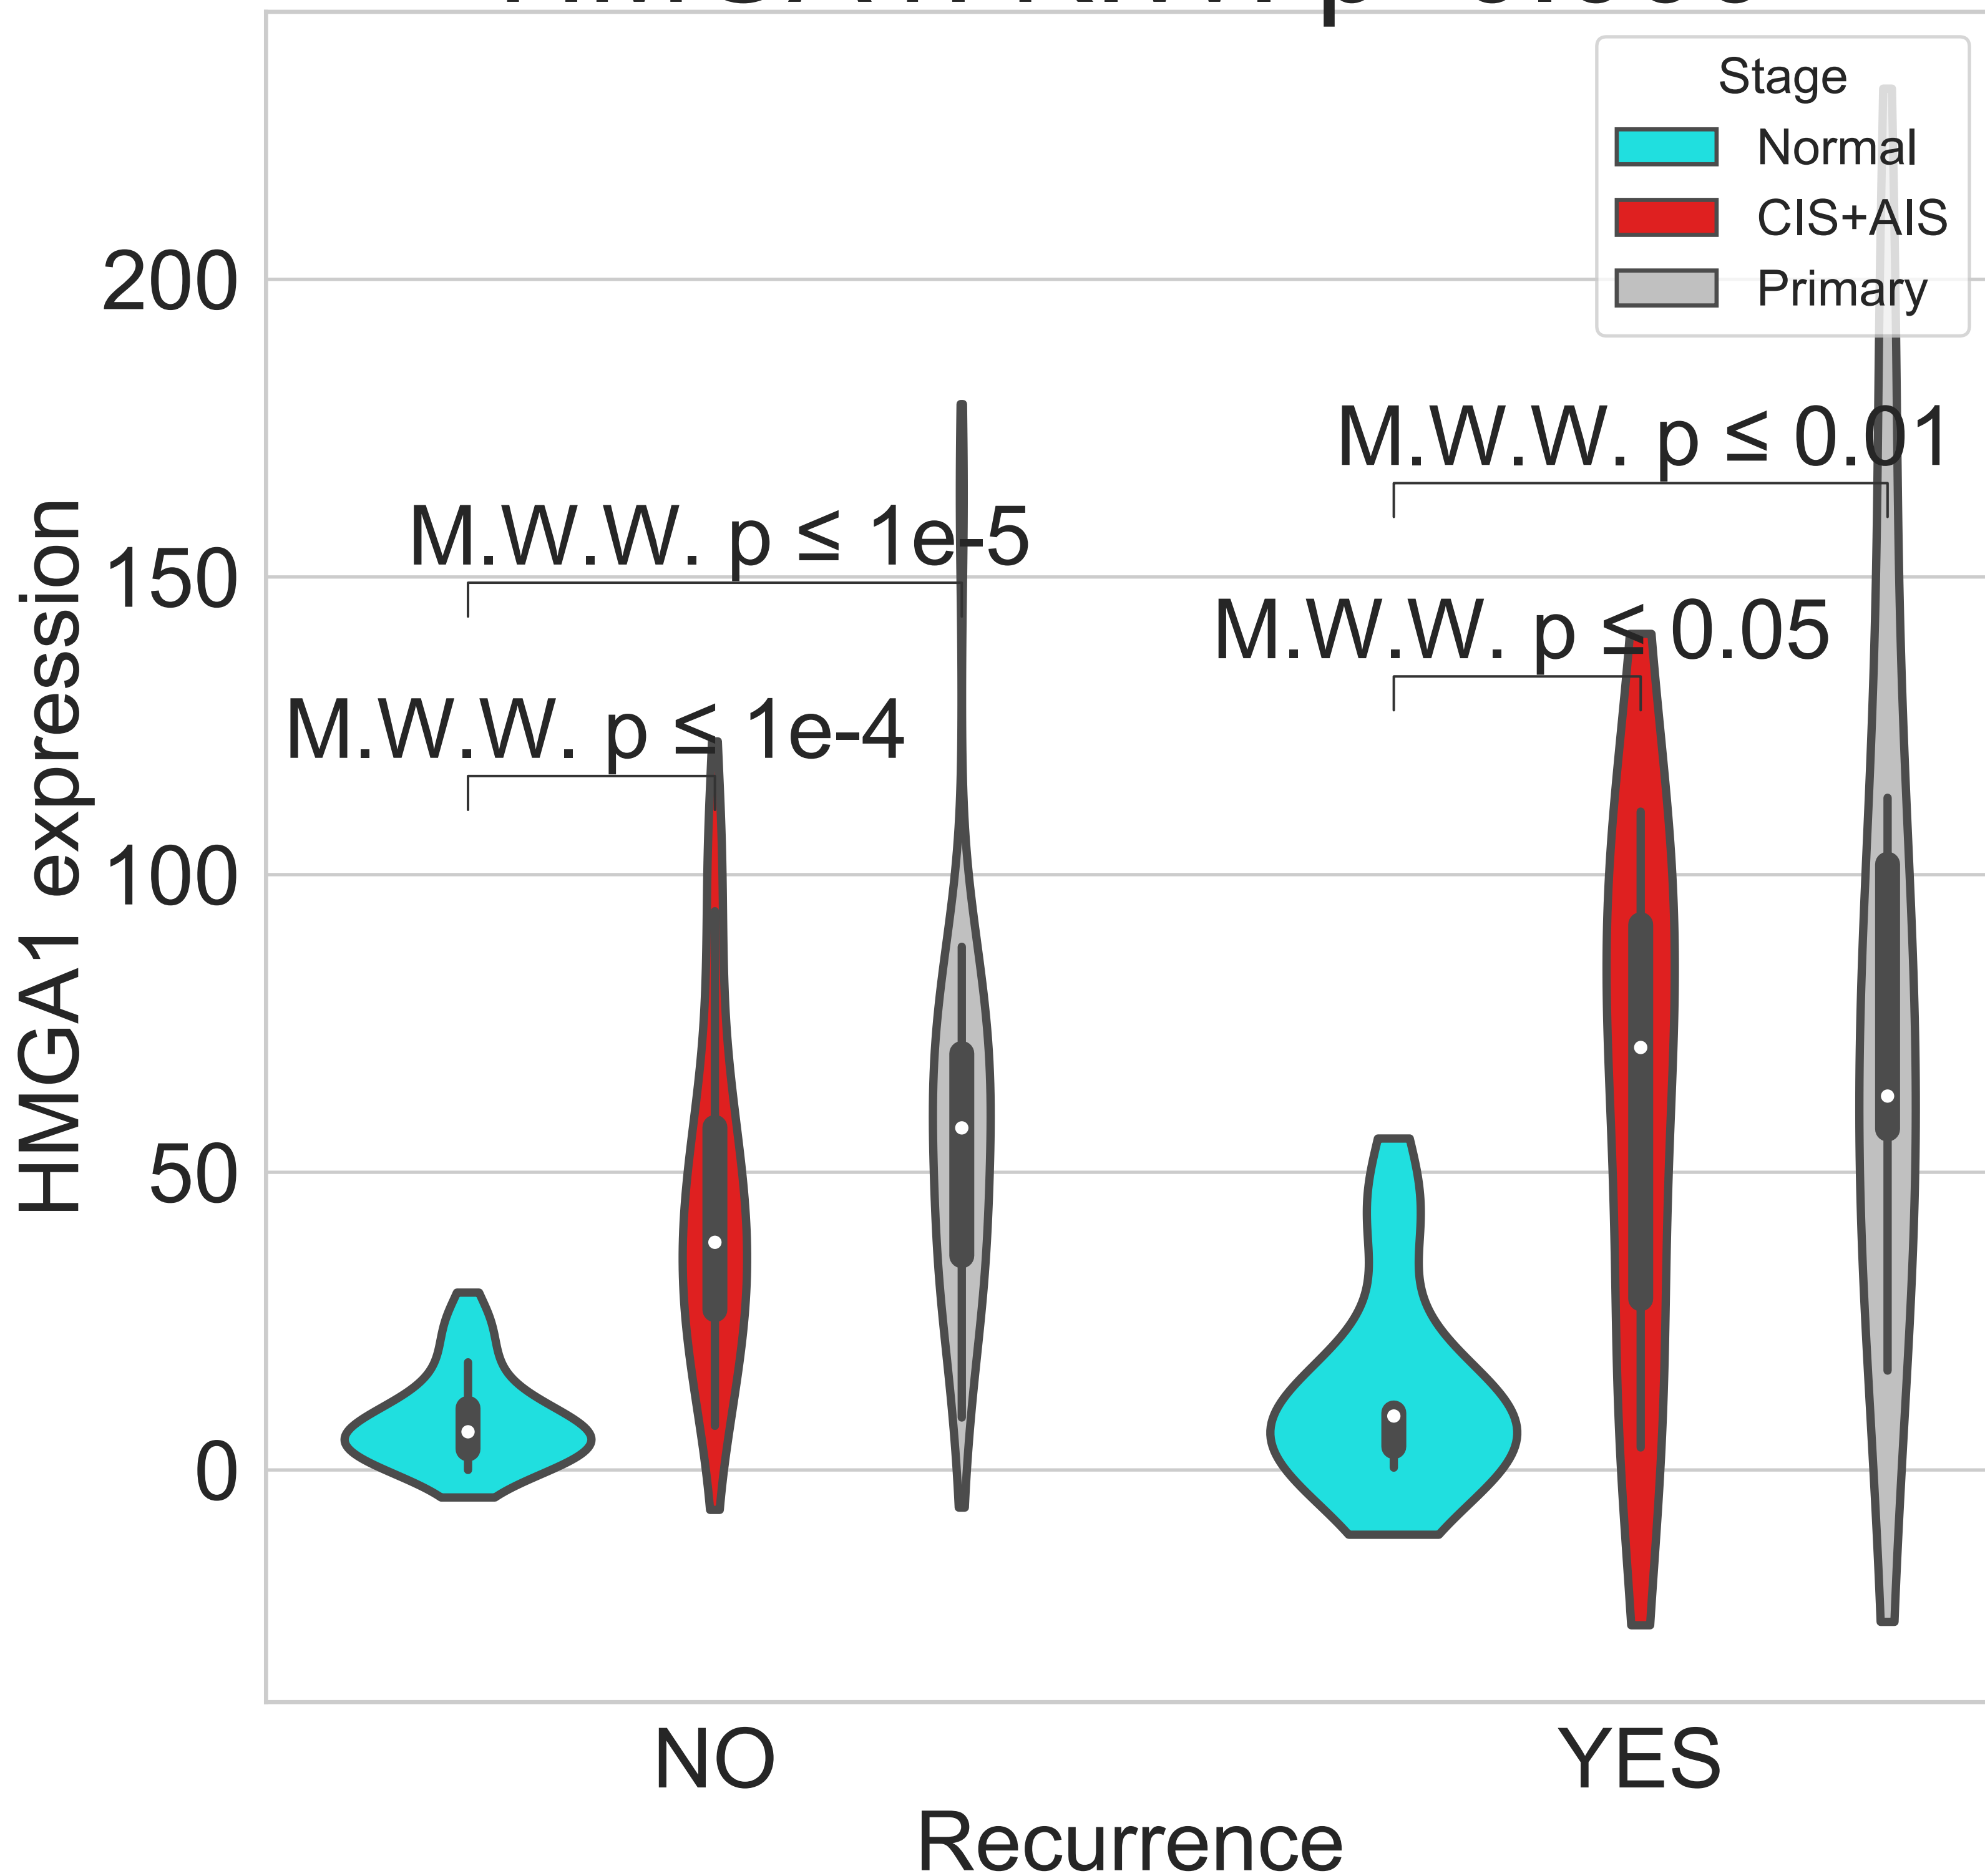 Stage
Normal
CIS+AIS
Primary
200
150
100
50
0
HMGA1 expression
M.W.W. p ≤ 0.01
M.W.W. p ≤ 1e-5
M.W.W. p ≤ 0.05
M.W.W. p ≤ 1e-4
NO
YES
Recurrence